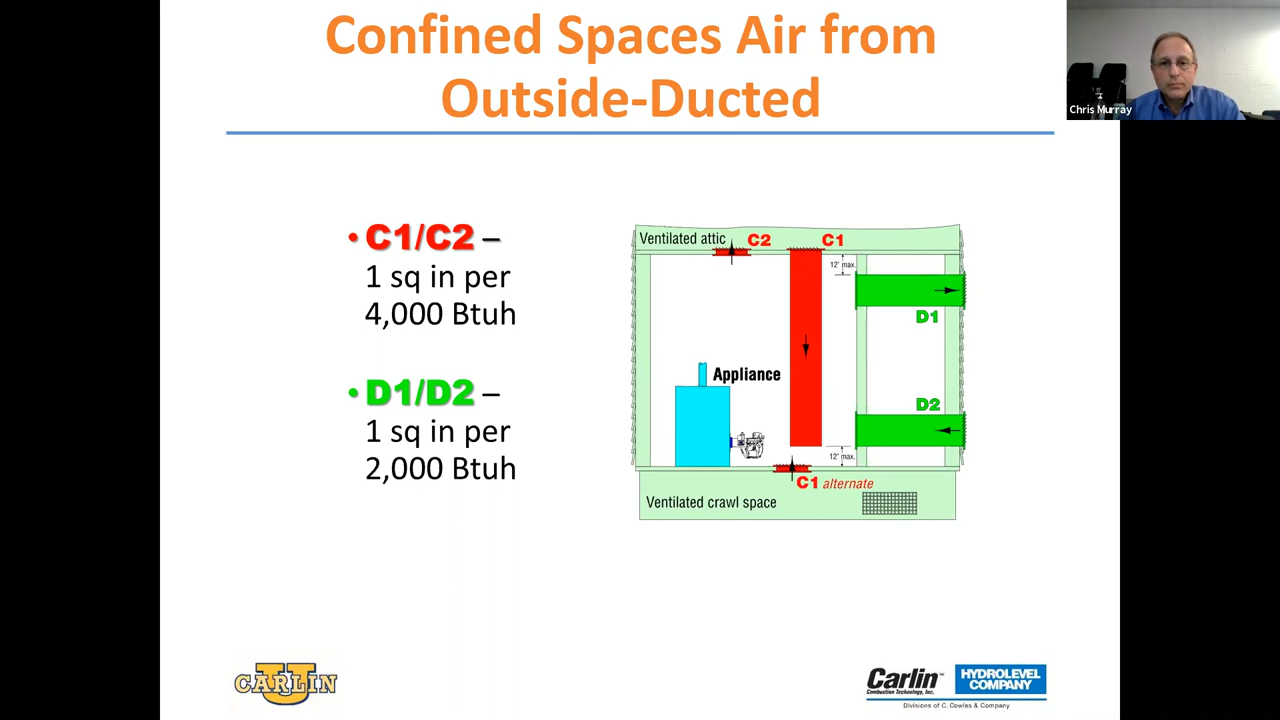 Confined Spaces Air from
Outside-Ducted
Chris Murray
• C1/C2 –
1 sq in per
4,000 Btuh
• D1/D2 –
1 sq in per
2,000 Btuh
Ventilated attic
C2
C1
12' max.
D1
Appliance
D2
12' max.
C1 alternate
Ventilated crawl space
CARLIN
U
Carlin™
Combustion Technology, Inc.
HYDROLEVEL
COMPANY
Divisions of C. Cowles & Company